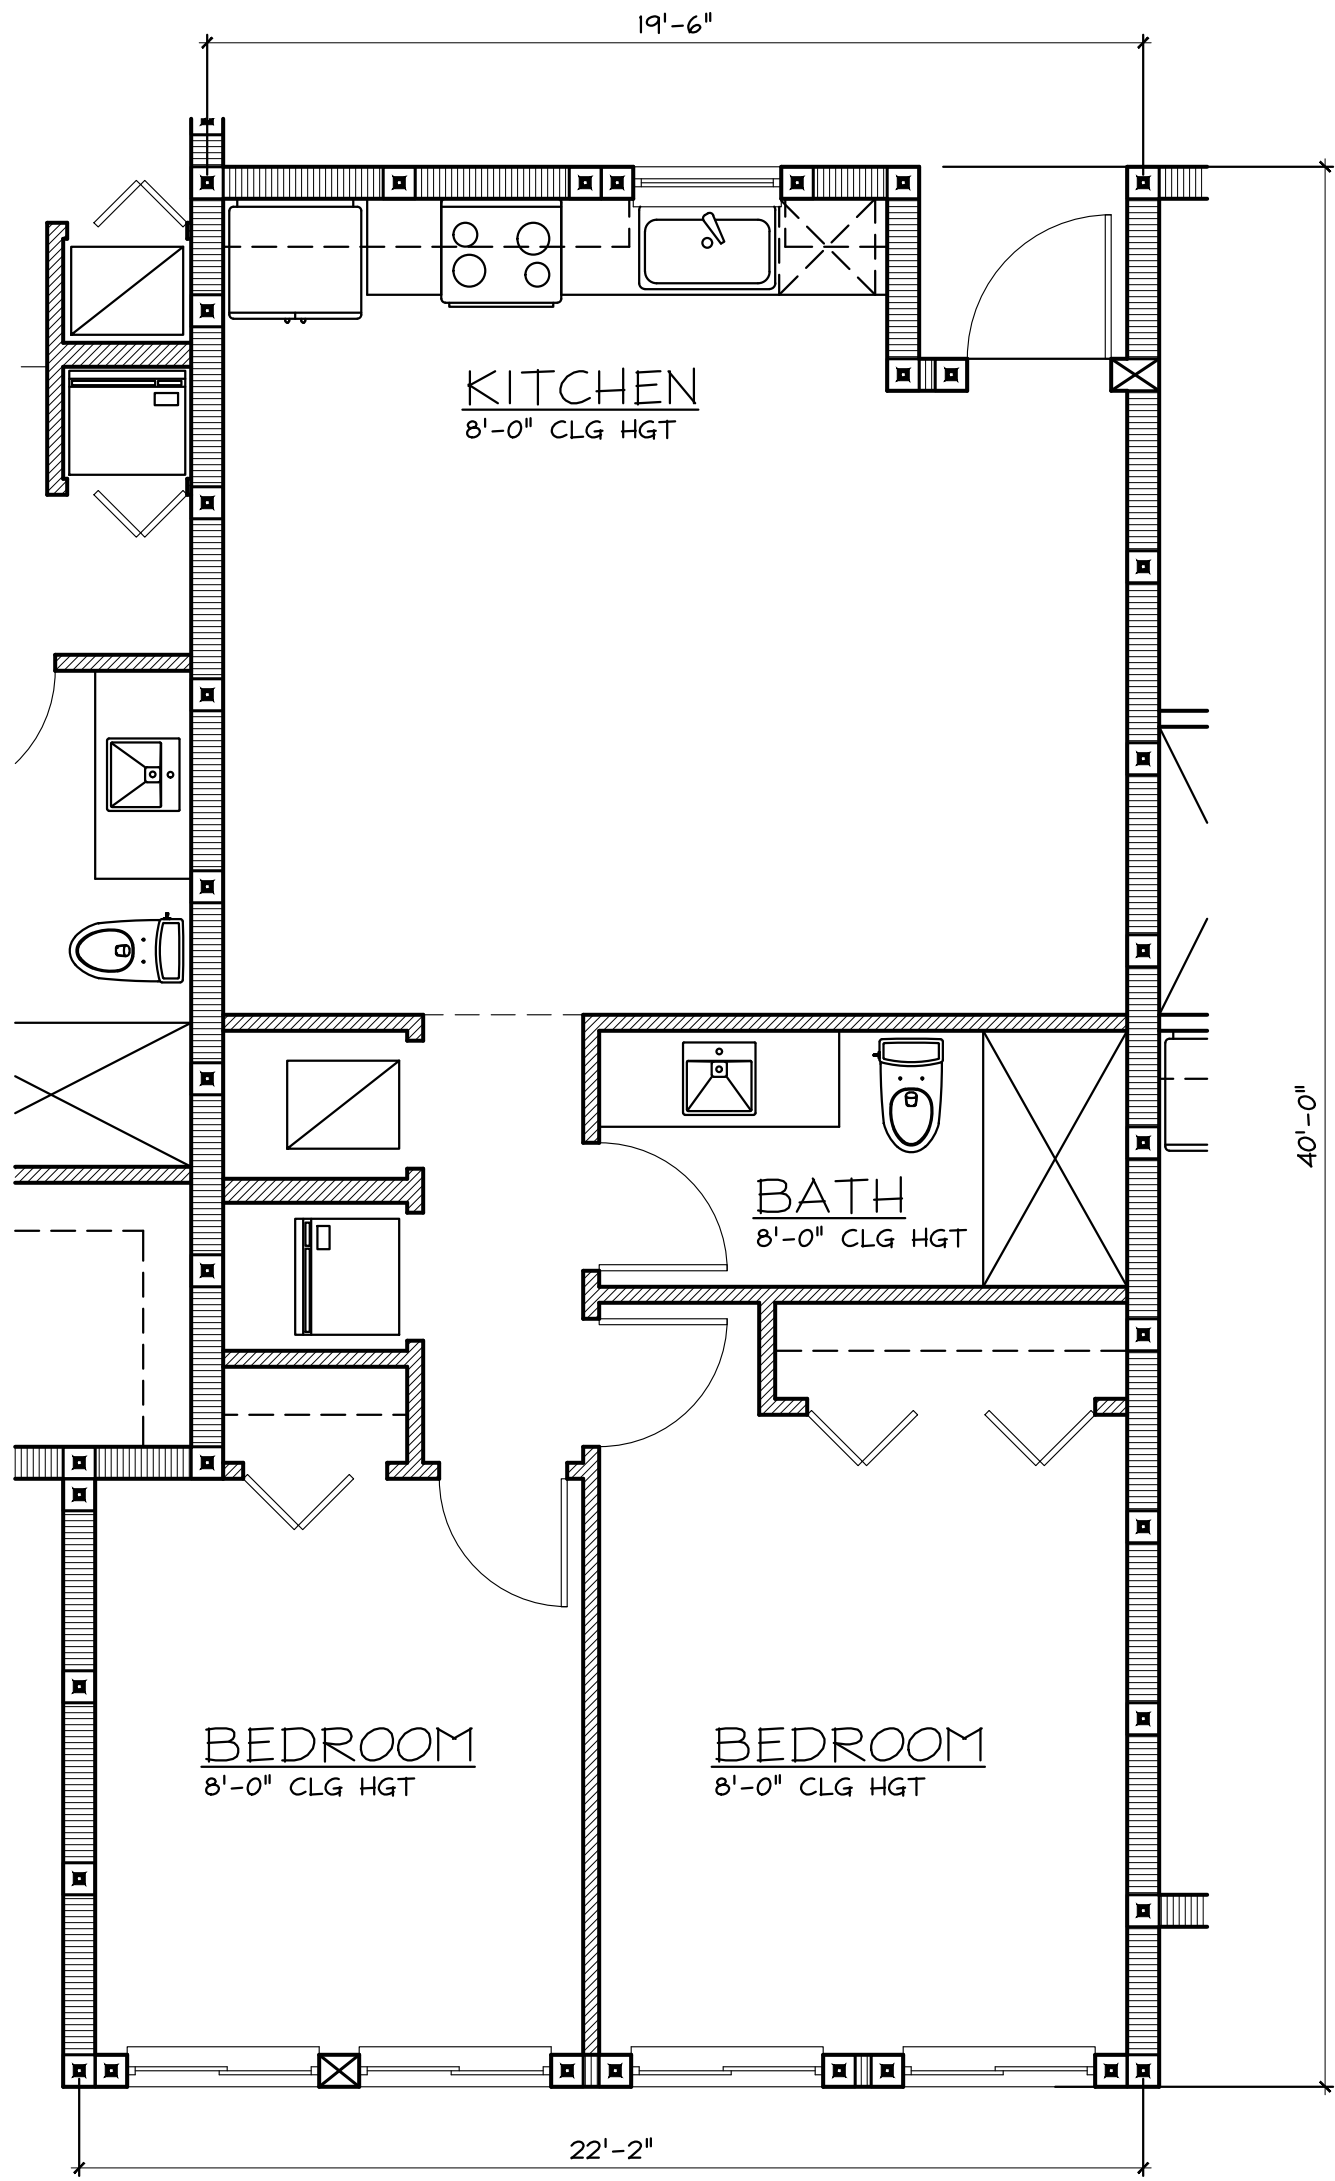 19'-6"
KITCHEN
8'-0" CLG HGT
40'-0"
BATH
8'-0" CLG HGT
BEDROOM
8'-0" CLG HGT
BEDROOM
8'-0" CLG HGT
22'-2"